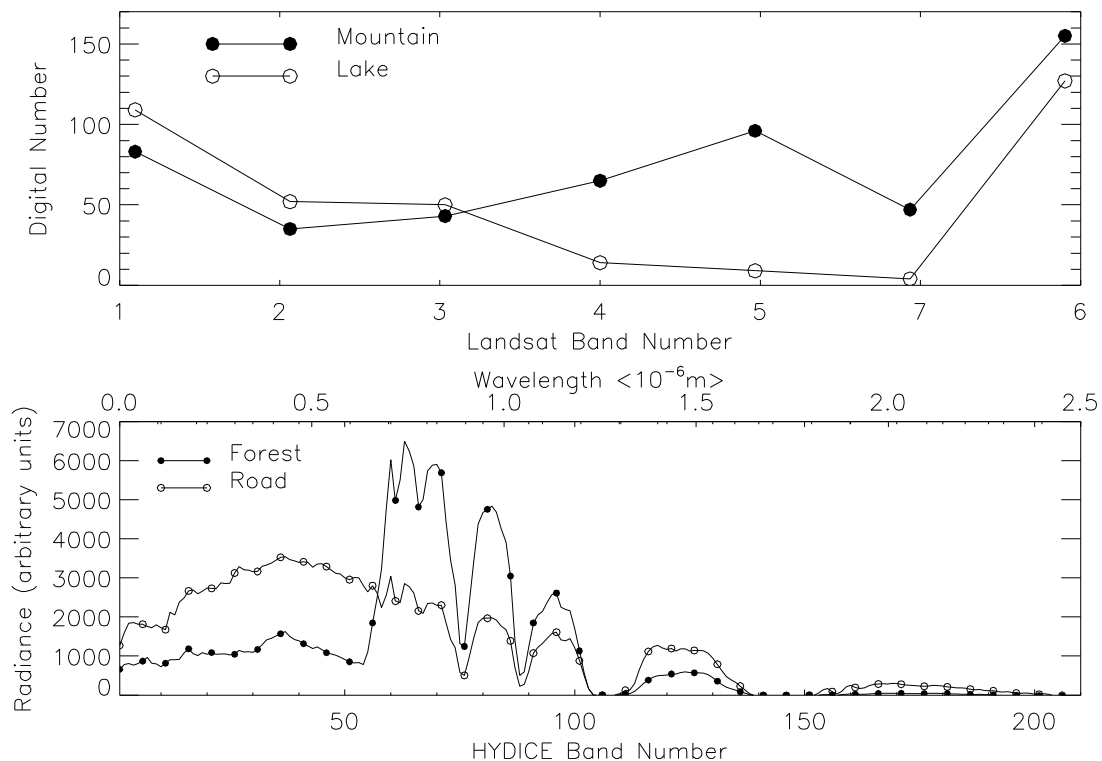 150
100
50
0
Digital Number
Mountain
Lake
1 2 3 4 5 7 6
Landsat Band Number
Wavelength <10⁻⁶m>
0.0 0.5 1.0 1.5 2.0 2.5
7000
6000
5000
4000
3000
2000
1000
0
Radiance (arbitrary units)
Forest
Road
50 100 150 200
HYDICE Band Number